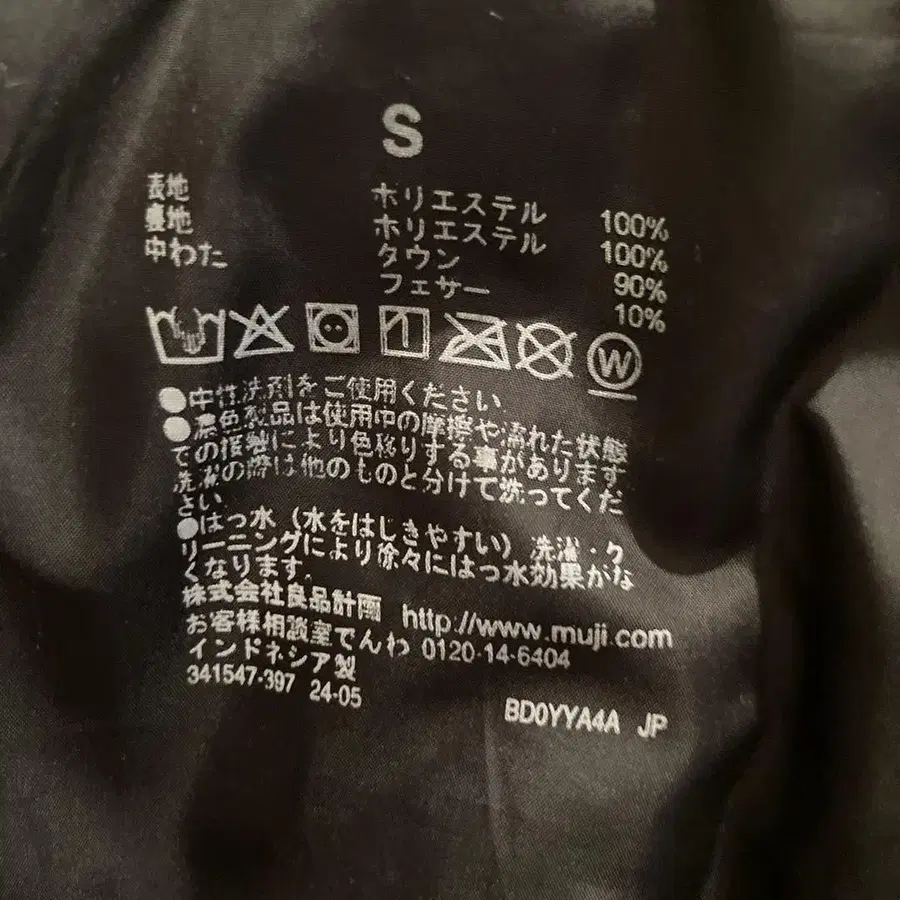 S
表地 ポリエステル 100%
裏地 ポリエステル 100%
中わた ダウン 90%
フェザー 10%
W
●中性洗剤をご使用ください.
●濃色製品は使用中の摩擦や濡れた状態
での接触により色移りする事があります
洗濯の際は他のものと分けて洗ってくだ
さい.
●はっ水（水をはじきやすい）洗濯・ク
リーニングにより徐々にはっ水効果がな
くなります.
株式会社良品計画 http://www.muji.com
お客様相談室でんわ 0120-14-6404
インドネシア製
341547-397 24-05
BD0YYA4A JP